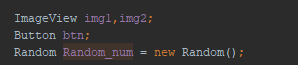 ImageView img1,img2;
Button btn;
Random Random_num = new Random();